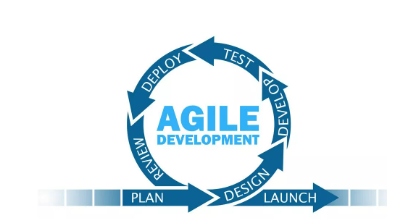 AGILE
DEVELOPMENT
PLAN
DESIGN
DEVELOP
TEST
DEPLOY
REVIEW
LAUNCH